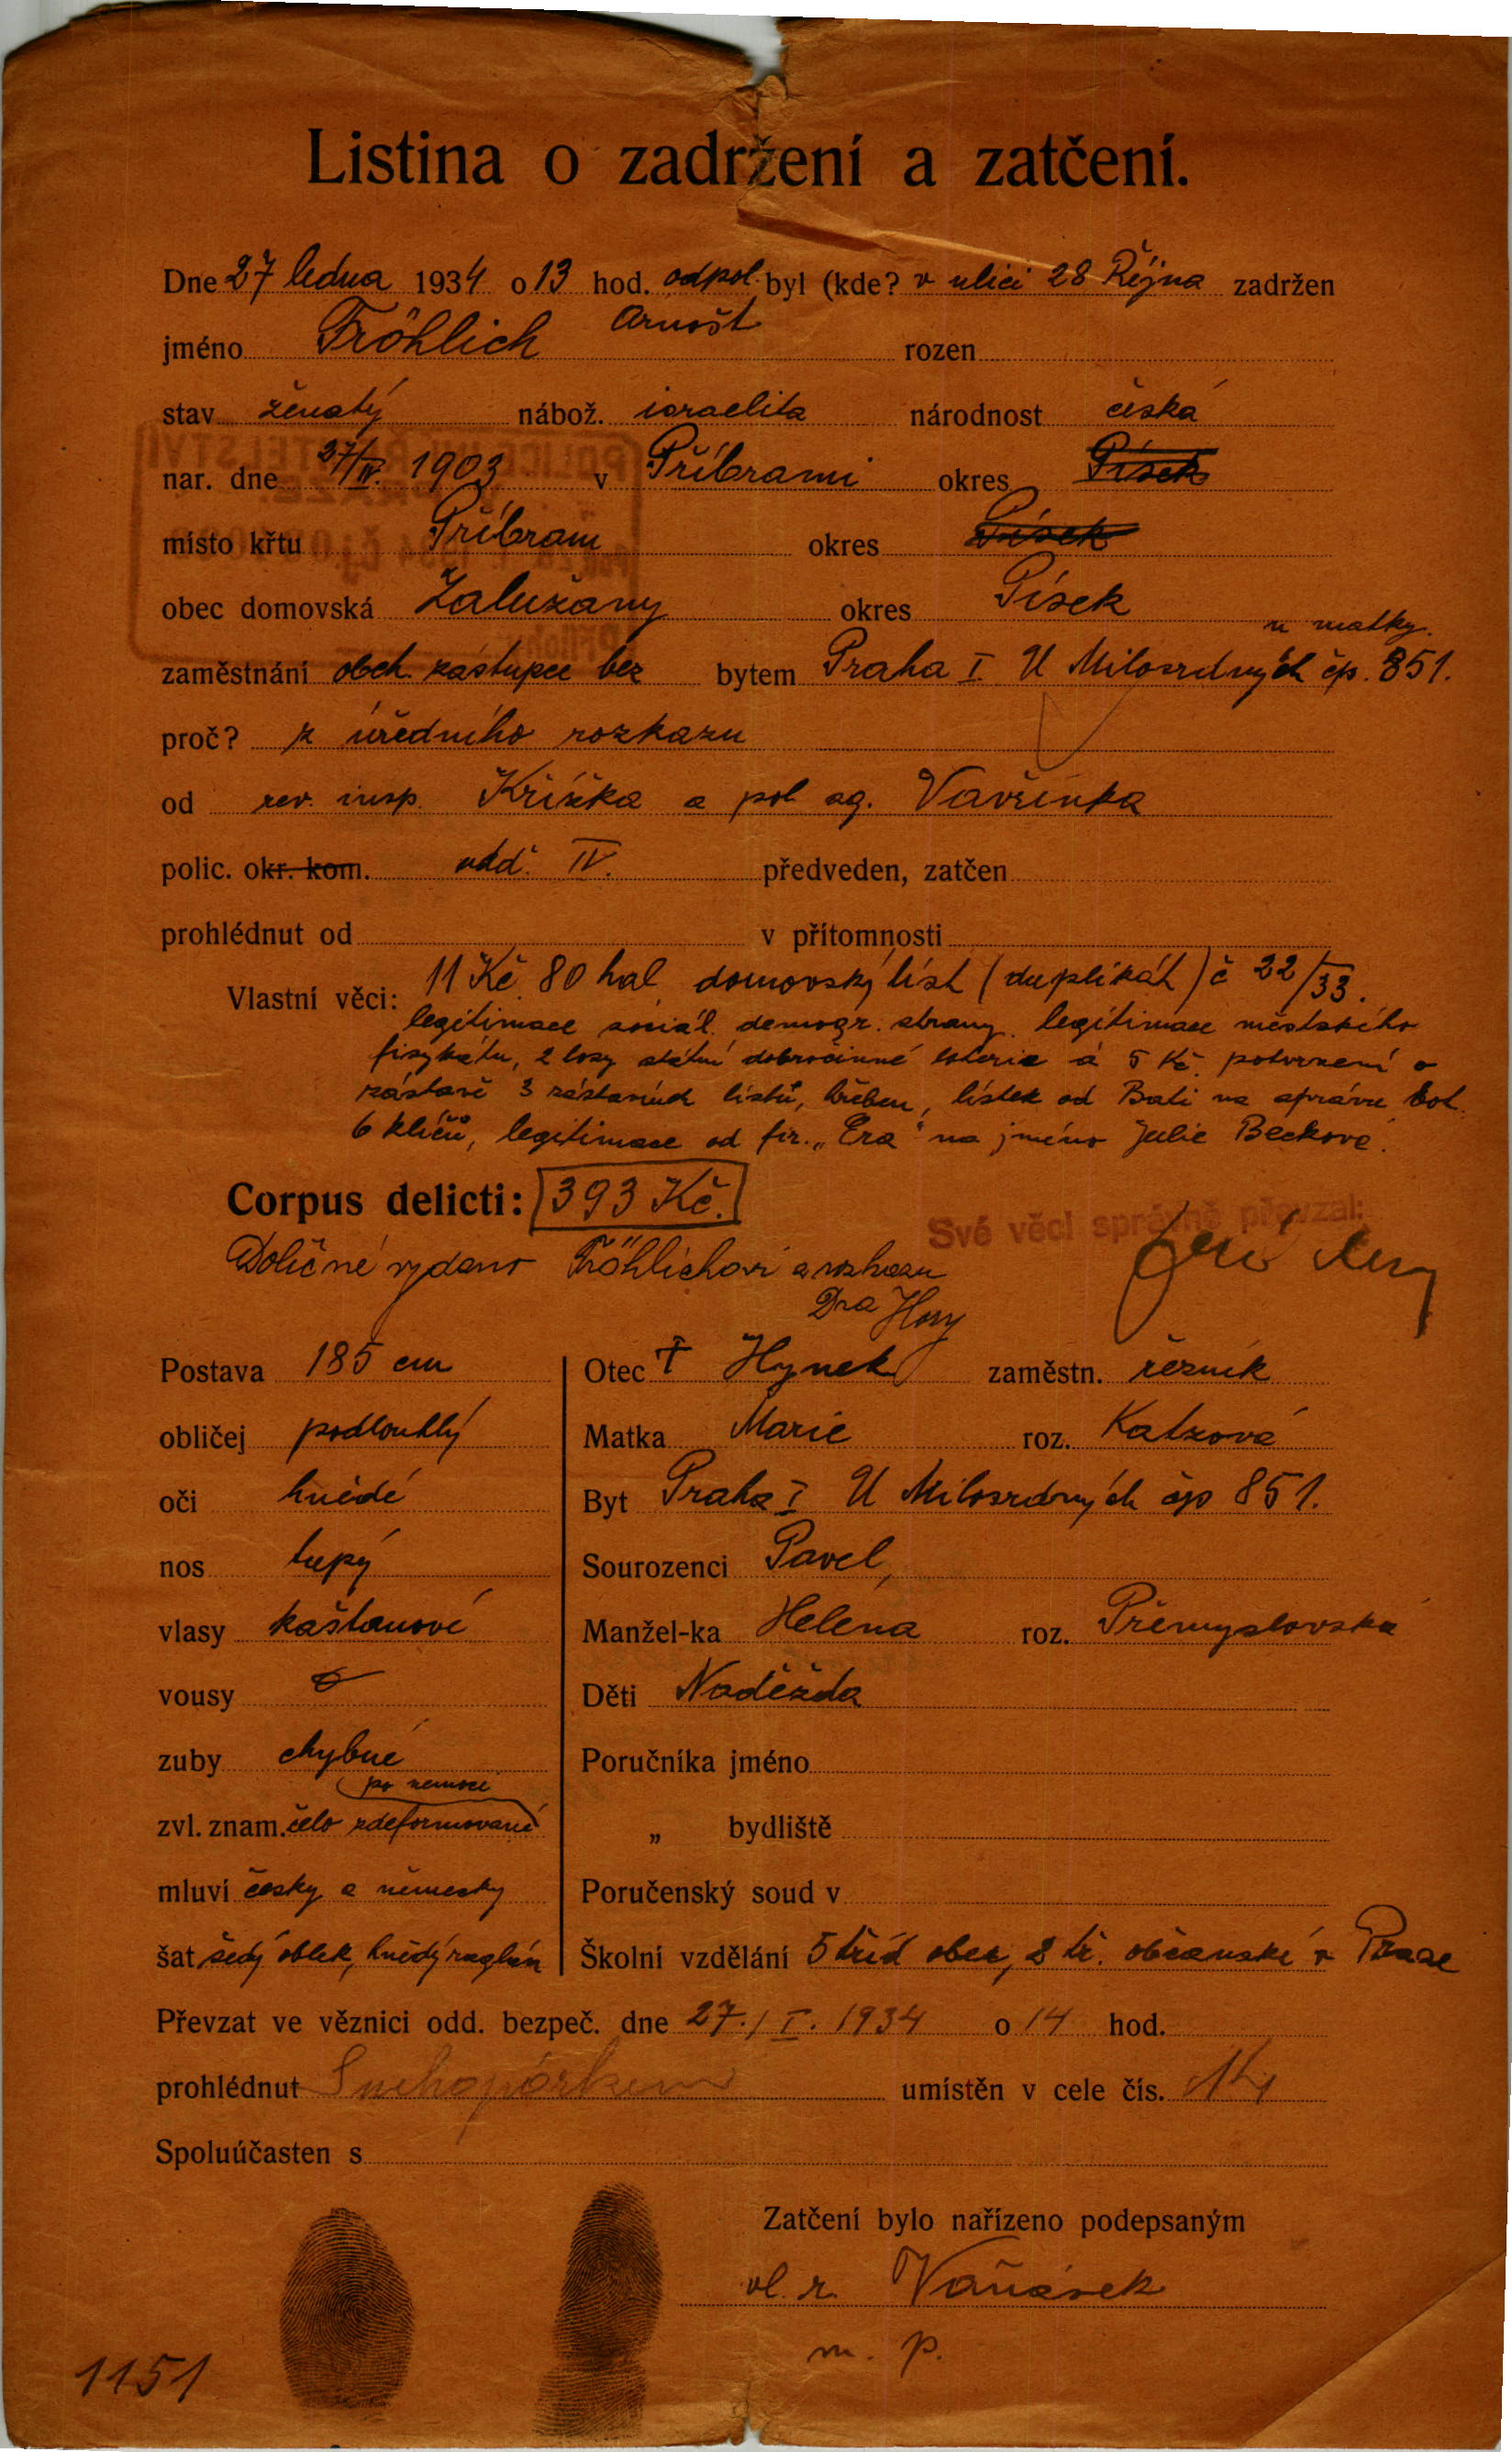 Listina o zadržení a zatčení.
Dne 27 ledna 1934 o 13 hod. odpol. byl (kde? v ulici 28 Října zadržen
jméno Fröhlich Arnošt rozen
stav ženatý nábož. israelita národnost česká
nar. dne 27/IV. 1903 v Příbrami okres Písek
místo křtu Příbram okres Písek
obec domovská Zalužany okres Písek
u matky.
zaměstnání obch. zástupce bez bytem Praha I. U Milosrdných čp. 851.
proč? z úředního rozkazu
od rev. insp. Křížka a pol ag. Vavřínka
polic. okr. kom. odd. IV. předveden, zatčen
prohlédnut od v přítomnosti
Vlastní věci: 11 Kč 80 hal domovský list (duplikát) č 22/33.
legitimace sociál. demogr. strany, legitimace městského
fisykátu, 2 losy státní dobročinné loterie á 5 Kč. potvrzení o
zástavě 3 zástavních listů, hřeben, lístek od Bati na správu bot.
6 klíčů, legitimace od fir. „Era" na jméno Julie Beckové.
Corpus delicti: 393 Kč.
Své věci správně převzal:
Doličné vydáno Fröhlichovi z rozkazu
Dra Hory
Postava 185 cm Otec † Hynek zaměstn. řezník
obličej podlouhlý Matka Marie roz. Katzová
oči hnědé Byt Praha I U Milosrdných čp 851.
nos tupý Sourozenci Pavel,
vlasy kaštanové Manžel-ka Helena roz. Přemyslovská
vousy Děti Naděžda
zuby chybné Poručníka jméno
po nemoci
zvl. znam. čelo zdeformované „ bydliště
mluví česky a německy Poručenský soud v
šat šedý oblek, hnědý raglán Školní vzdělání 5 tříd obec, 2 tř. občanské v Praze
Převzat ve věznici odd. bezpeč. dne 27./I. 1934 o 14 hod.
prohlédnut Suchopárkem umístěn v cele čís.
Spoluúčasten s
Zatčení bylo nařízeno podepsaným
vl. r. Vaňásek
m. p.
1151